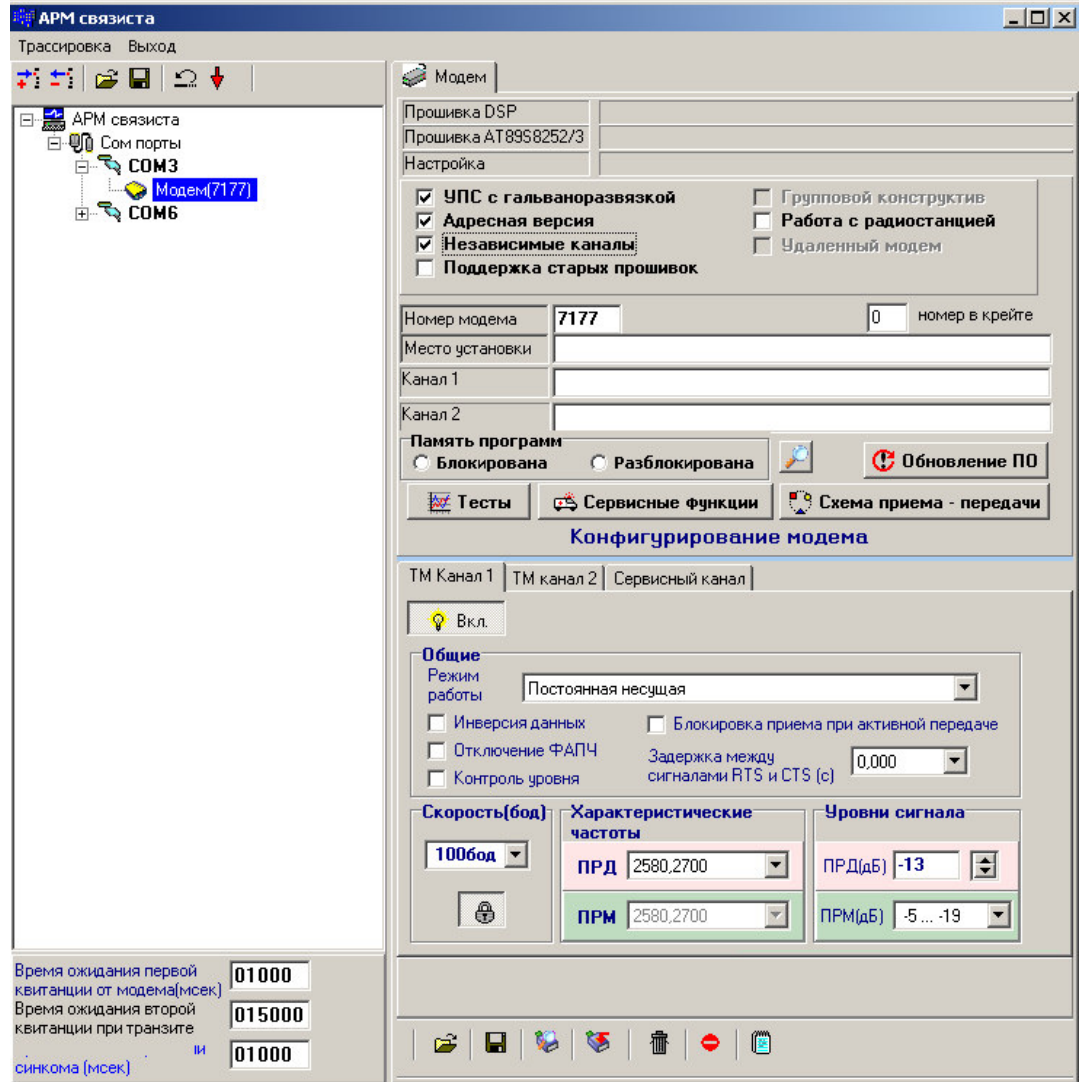 АРМ связиста
Трассировка Выход
Модем
АРМ связиста
Сом порты
COM3
Модем(7177)
COM6
Прошивка DSP
Прошивка AT89S8252/3
Настройка
УПС с гальваноразвязкой
Групповой конструктив
Адресная версия
Работа с радиостанцией
Независимые каналы
Удаленный модем
Поддержка старых прошивок
Номер модема 7177 0 номер в крейте
Место установки
Канал 1
Канал 2
Память программ
Блокирована Разблокирована
Обновление ПО
Тесты Сервисные функции Схема приема - передачи
Конфигурирование модема
ТМ Канал 1 ТМ канал 2 Сервисный канал
Вкл.
Общие
Режим
работы
Постоянная несущая
Инверсия данных
Блокировка приема при активной передаче
Отключение ФАПЧ
Контроль уровня
Задержка между
сигналами RTS и CTS (с)
0,000
Скорость(бод)
100бод
Характеристические
частоты
ПРД 2580,2700
ПРМ 2580,2700
Уровни сигнала
ПРД(дБ) -13
ПРМ(дБ) -5 ... -19
Время ожидания первой
квитанции от модема(мсек)
01000
Время ожидания второй
квитанции при транзите
015000
синкома (мсек)
01000